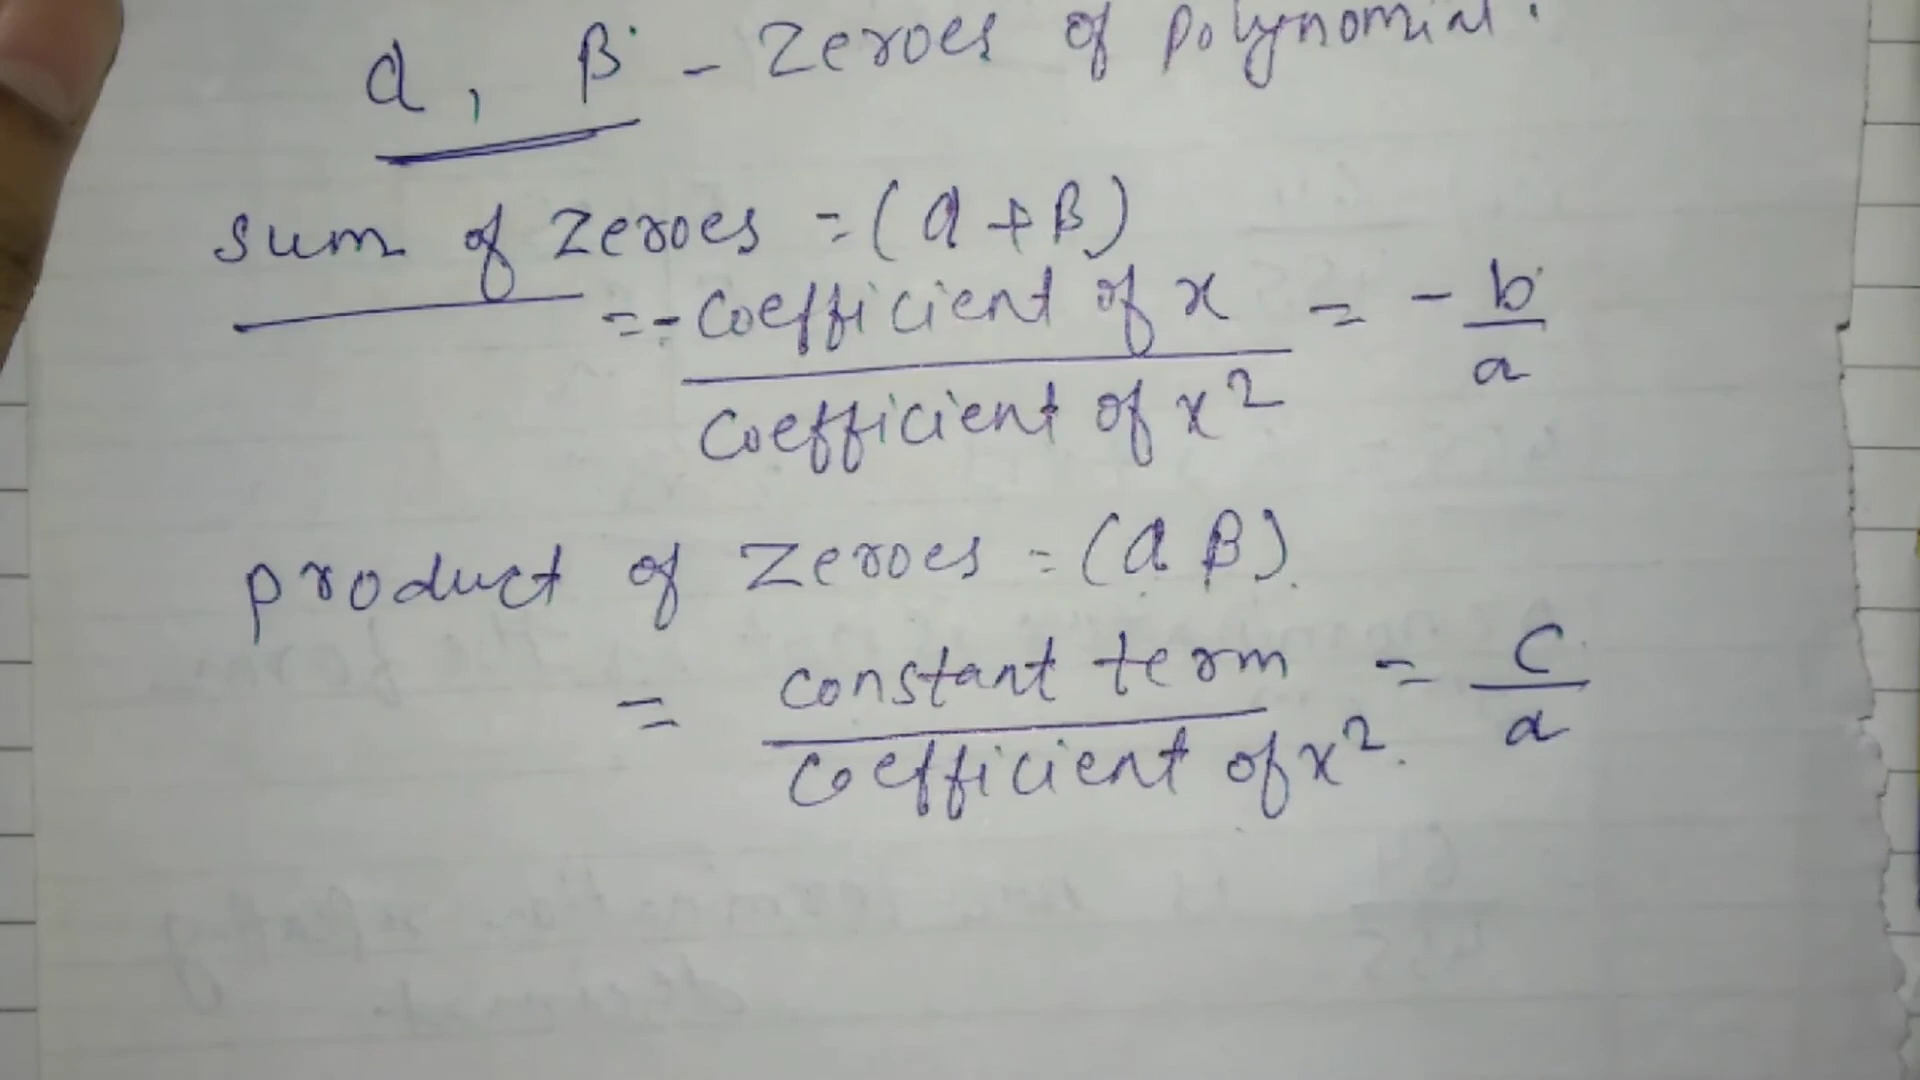 α, β - zeroes of polynomial.
sum of zeroes = (α + β)
= - coefficient of x / coefficient of x² = - b / a
product of zeroes = (α β).
= constant term / coefficient of x². = c / a